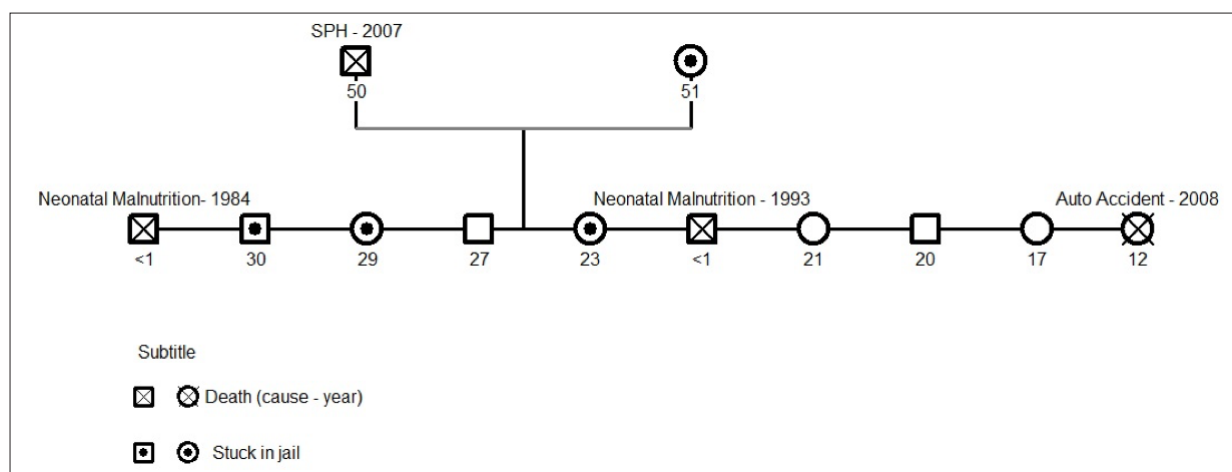 SPH - 2007
50 51
Neonatal Malnutrition- 1984 Neonatal Malnutrition - 1993 Auto Accident - 2008
<1 30 29 27 23 <1 21 20 17 12
Subtitle
Death (cause - year)
Stuck in jail